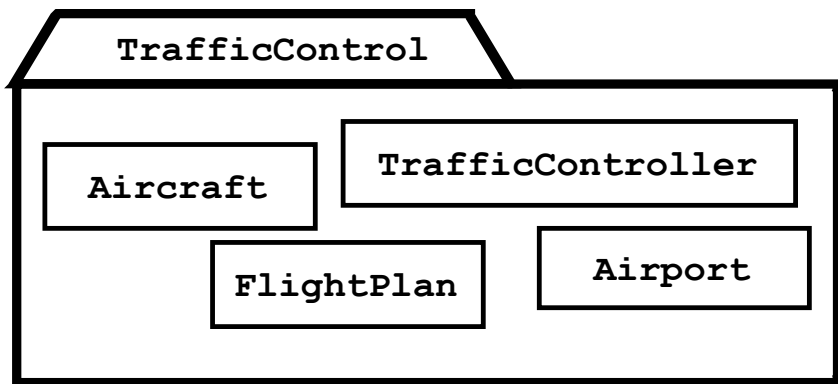 TrafficControl
Aircraft
TrafficController
FlightPlan
Airport